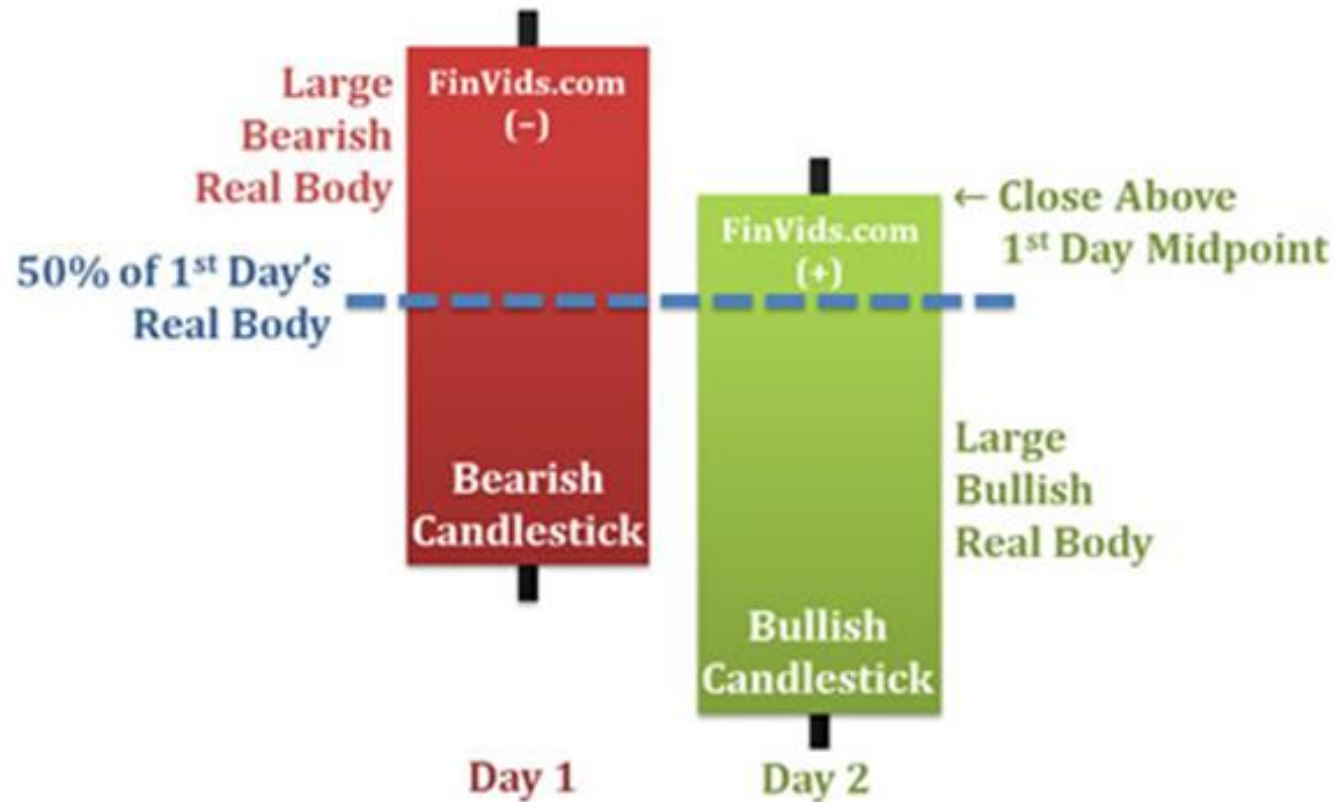 Large
Bearish
Real Body
FinVids.com
(−)
50% of 1st Day's
Real Body
Bearish
Candlestick
Day 1
FinVids.com
(+)
← Close Above
1st Day Midpoint
Large
Bullish
Real Body
Bullish
Candlestick
Day 2